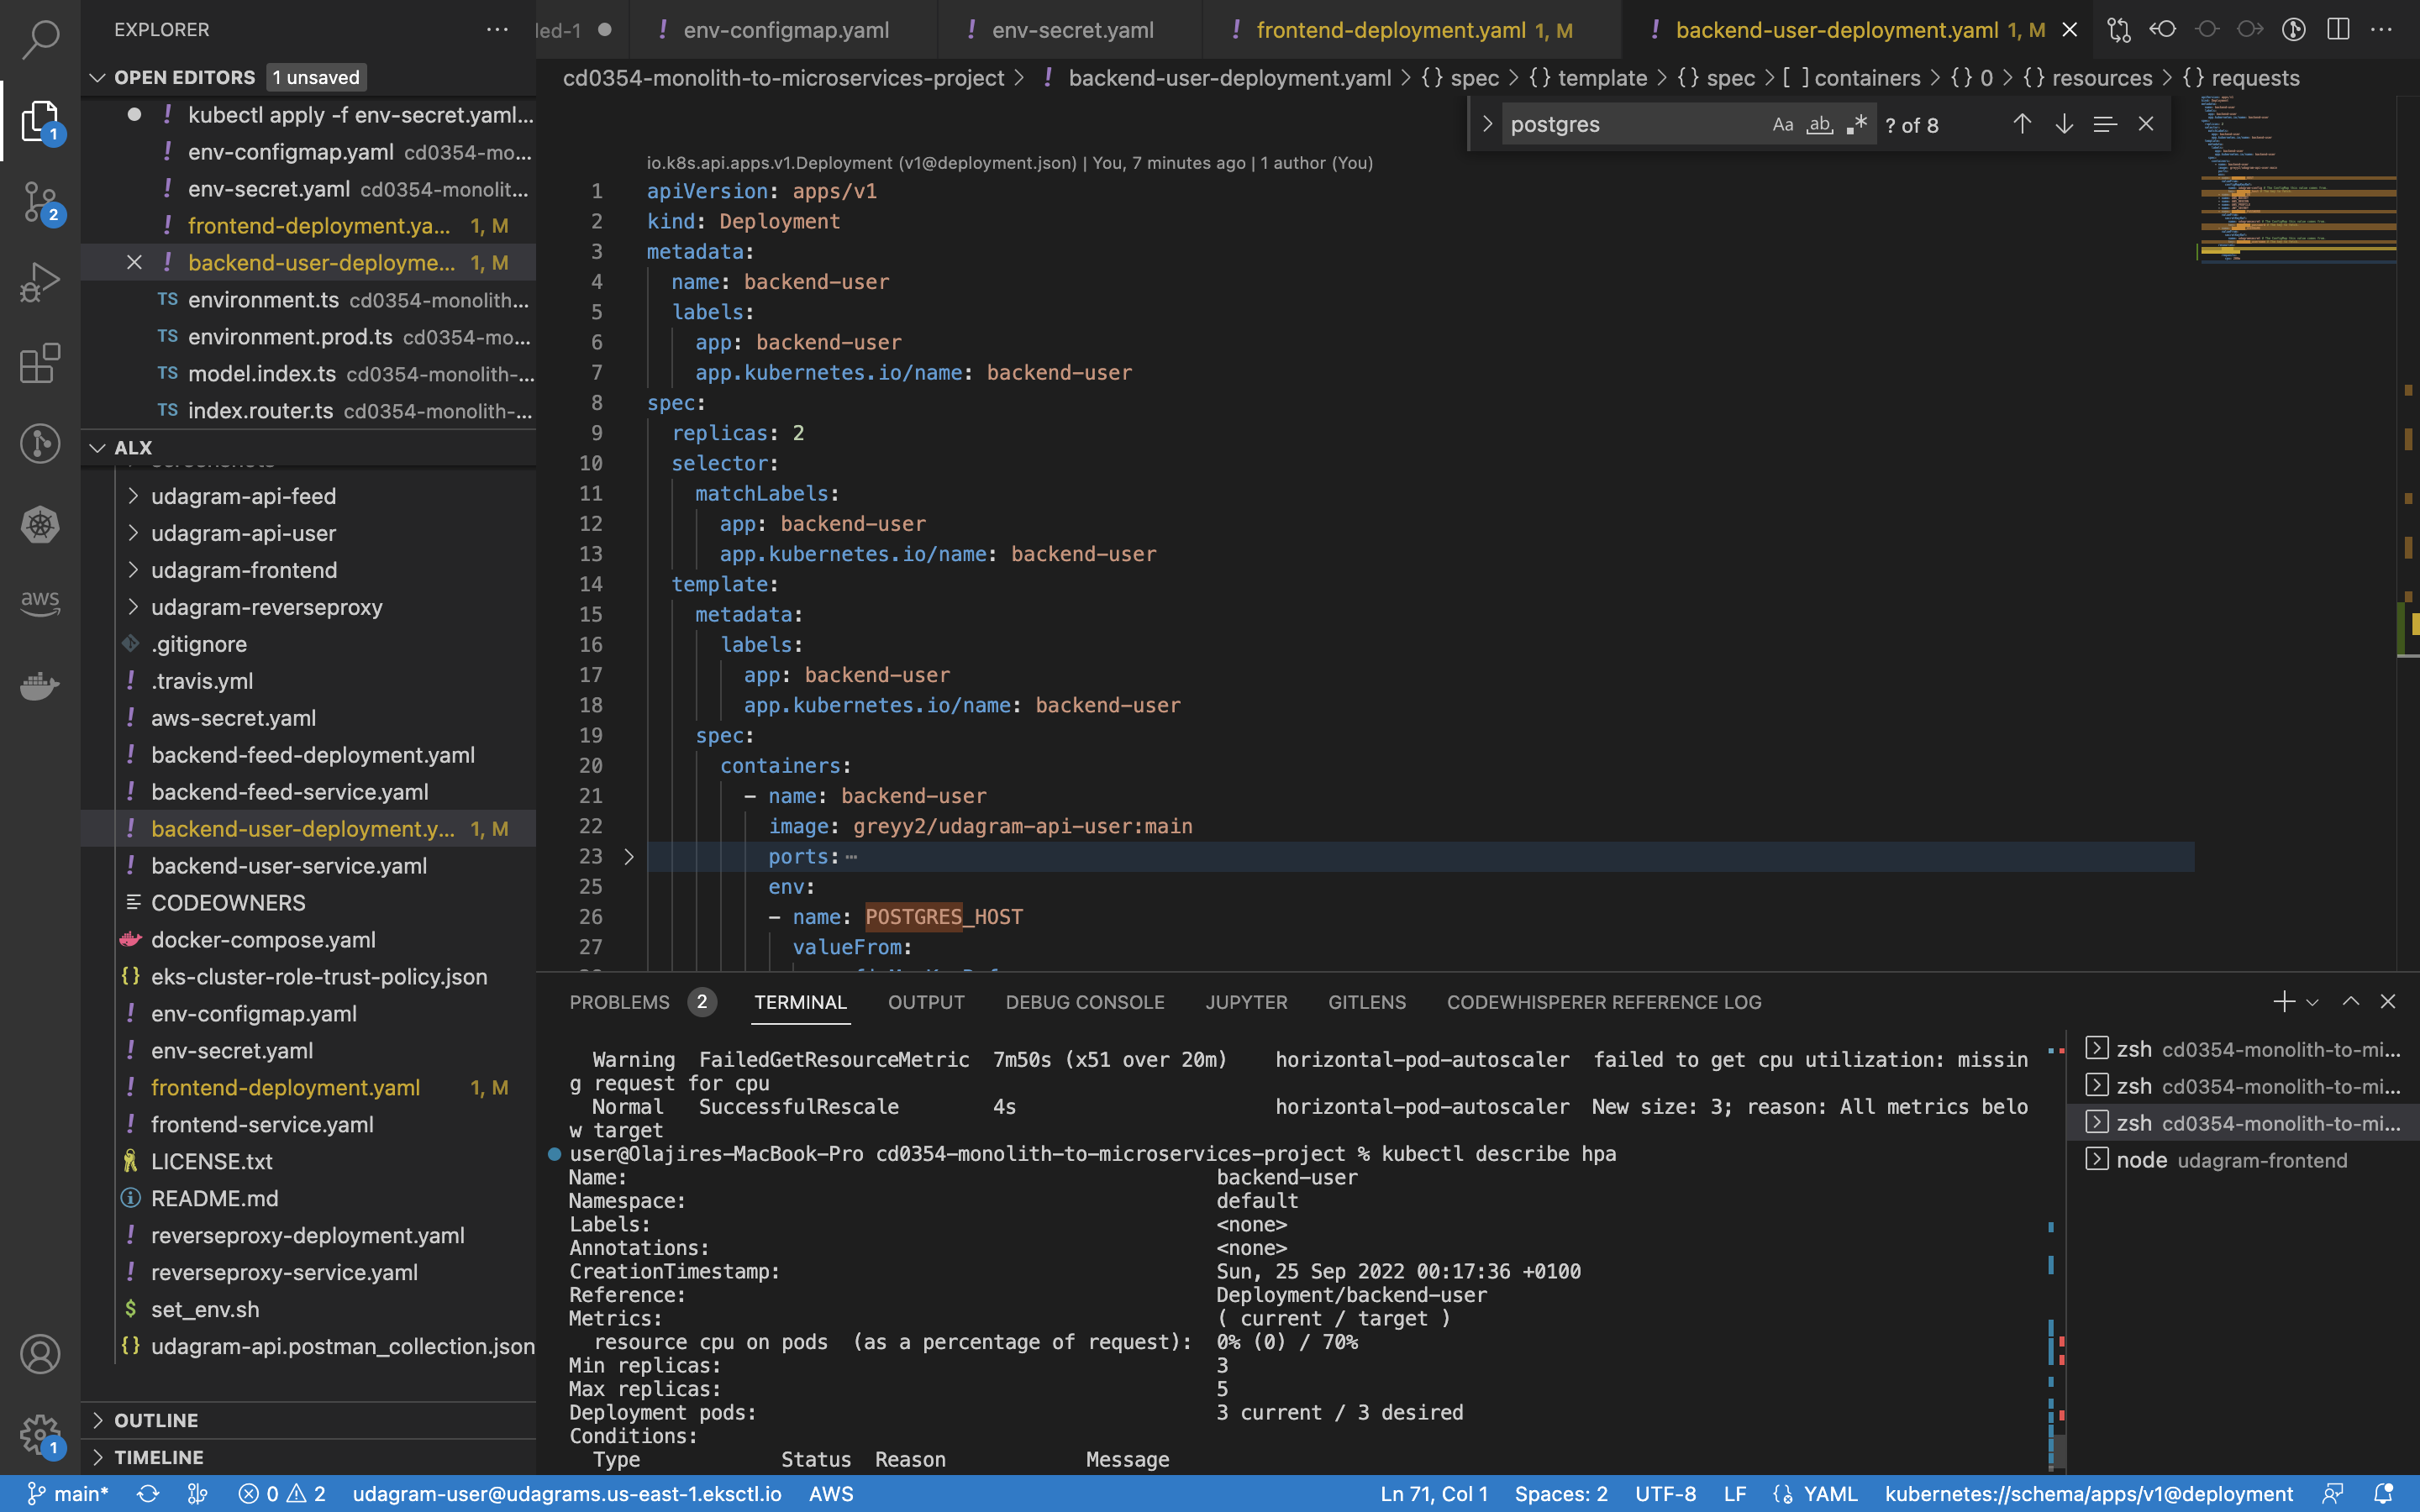 EXPLORER
OPEN EDITORS 1 unsaved
kubectl apply -f env-secret.yaml...
env-configmap.yaml cd0354-mo...
env-secret.yaml cd0354-monolit...
frontend-deployment.ya... 1, M
backend-user-deployme... 1, M
TS environment.ts cd0354-monolith...
TS environment.prod.ts cd0354-mo...
TS model.index.ts cd0354-monolith-...
TS index.router.ts cd0354-monolith-...
ALX
udagram-api-feed
udagram-api-user
udagram-frontend
udagram-reverseproxy
.gitignore
.travis.yml
aws-secret.yaml
backend-feed-deployment.yaml
backend-feed-service.yaml
backend-user-deployment.y... 1, M
backend-user-service.yaml
CODEOWNERS
docker-compose.yaml
eks-cluster-role-trust-policy.json
env-configmap.yaml
env-secret.yaml
frontend-deployment.yaml 1, M
frontend-service.yaml
LICENSE.txt
README.md
reverseproxy-deployment.yaml
reverseproxy-service.yaml
set_env.sh
udagram-api.postman_collection.json
OUTLINE
TIMELINE
aws
led-1
env-configmap.yaml
env-secret.yaml
frontend-deployment.yaml 1, M
backend-user-deployment.yaml 1, M
cd0354-monolith-to-microservices-project > ! backend-user-deployment.yaml > {} spec > {} template > {} spec > [ ] containers > {} 0 > {} resources > {} requests
postgres Aa ab .* ? of 8
io.k8s.api.apps.v1.Deployment (v1@deployment.json) | You, 7 minutes ago | 1 author (You)
1 apiVersion: apps/v1
2 kind: Deployment
3 metadata:
4 name: backend-user
5 labels:
6 app: backend-user
7 app.kubernetes.io/name: backend-user
8 spec:
9 replicas: 2
10 selector:
11 matchLabels:
12 app: backend-user
13 app.kubernetes.io/name: backend-user
14 template:
15 metadata:
16 labels:
17 app: backend-user
18 app.kubernetes.io/name: backend-user
19 spec:
20 containers:
21 - name: backend-user
22 image: greyy2/udagram-api-user:main
23 ports:…
25 env:
26 - name: POSTGRES_HOST
27 valueFrom:
PROBLEMS 2 TERMINAL OUTPUT DEBUG CONSOLE JUPYTER GITLENS CODEWHISPERER REFERENCE LOG
Warning FailedGetResourceMetric 7m50s (x51 over 20m) horizontal-pod-autoscaler failed to get cpu utilization: missin
g request for cpu
Normal SuccessfulRescale 4s horizontal-pod-autoscaler New size: 3; reason: All metrics belo
w target
user@Olajires-MacBook-Pro cd0354-monolith-to-microservices-project % kubectl describe hpa
Name: backend-user
Namespace: default
Labels: <none>
Annotations: <none>
CreationTimestamp: Sun, 25 Sep 2022 00:17:36 +0100
Reference: Deployment/backend-user
Metrics: ( current / target )
resource cpu on pods (as a percentage of request): 0% (0) / 70%
Min replicas: 3
Max replicas: 5
Deployment pods: 3 current / 3 desired
Conditions:
Type Status Reason Message
zsh cd0354-monolith-to-mi...
zsh cd0354-monolith-to-mi...
zsh cd0354-monolith-to-mi...
node udagram-frontend
main* 0 2 udagram-user@udagrams.us-east-1.eksctl.io AWS Ln 71, Col 1 Spaces: 2 UTF-8 LF YAML kubernetes://schema/apps/v1@deployment